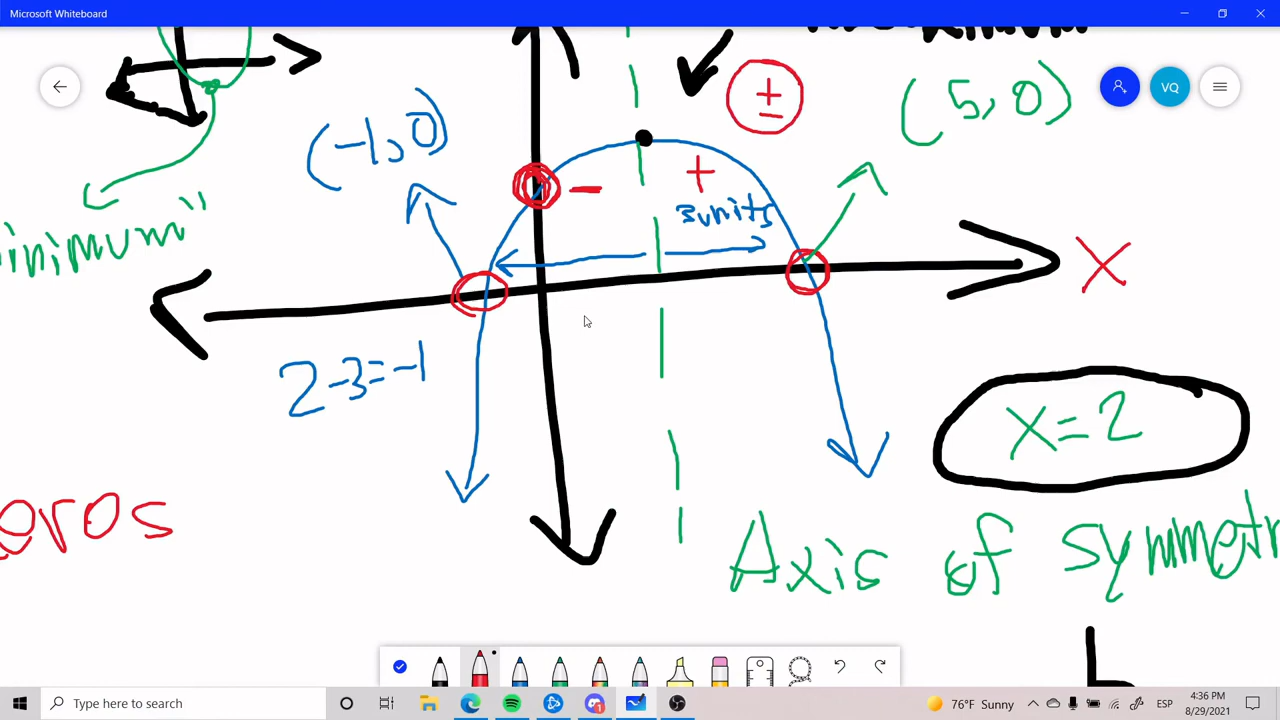 Microsoft Whiteboard
VQ
(-1,0)
±
(5,0)
- +
3units
inimum"
X
2-3=-1
x=2
eros
Axis of symmetr
Type here to search
76°F Sunny
ESP
4:36 PM
8/29/2021